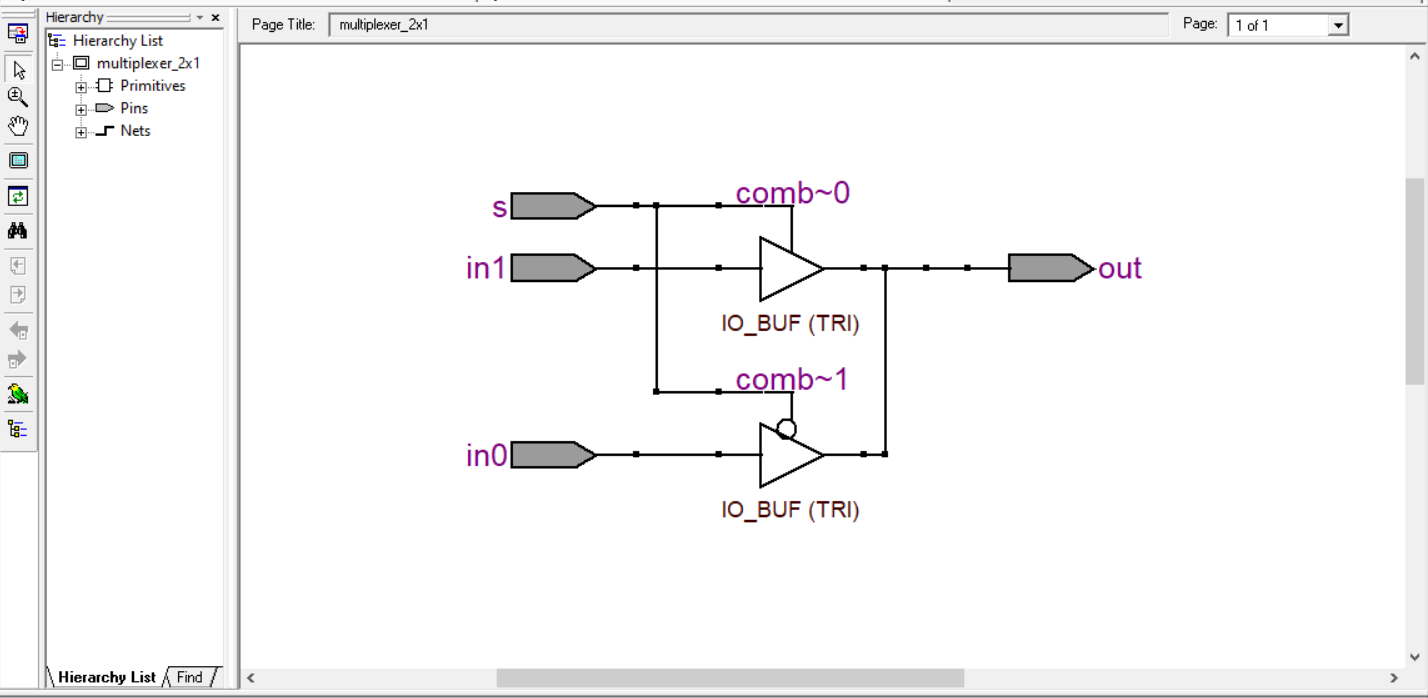 Hierarchy
Page Title: multiplexer_2x1
Page: 1 of 1
Hierarchy List
multiplexer_2x1
Primitives
Pins
Nets
comb~0
s
in1
out
IO_BUF (TRI)
comb~1
in0
IO_BUF (TRI)
Hierarchy List
Find